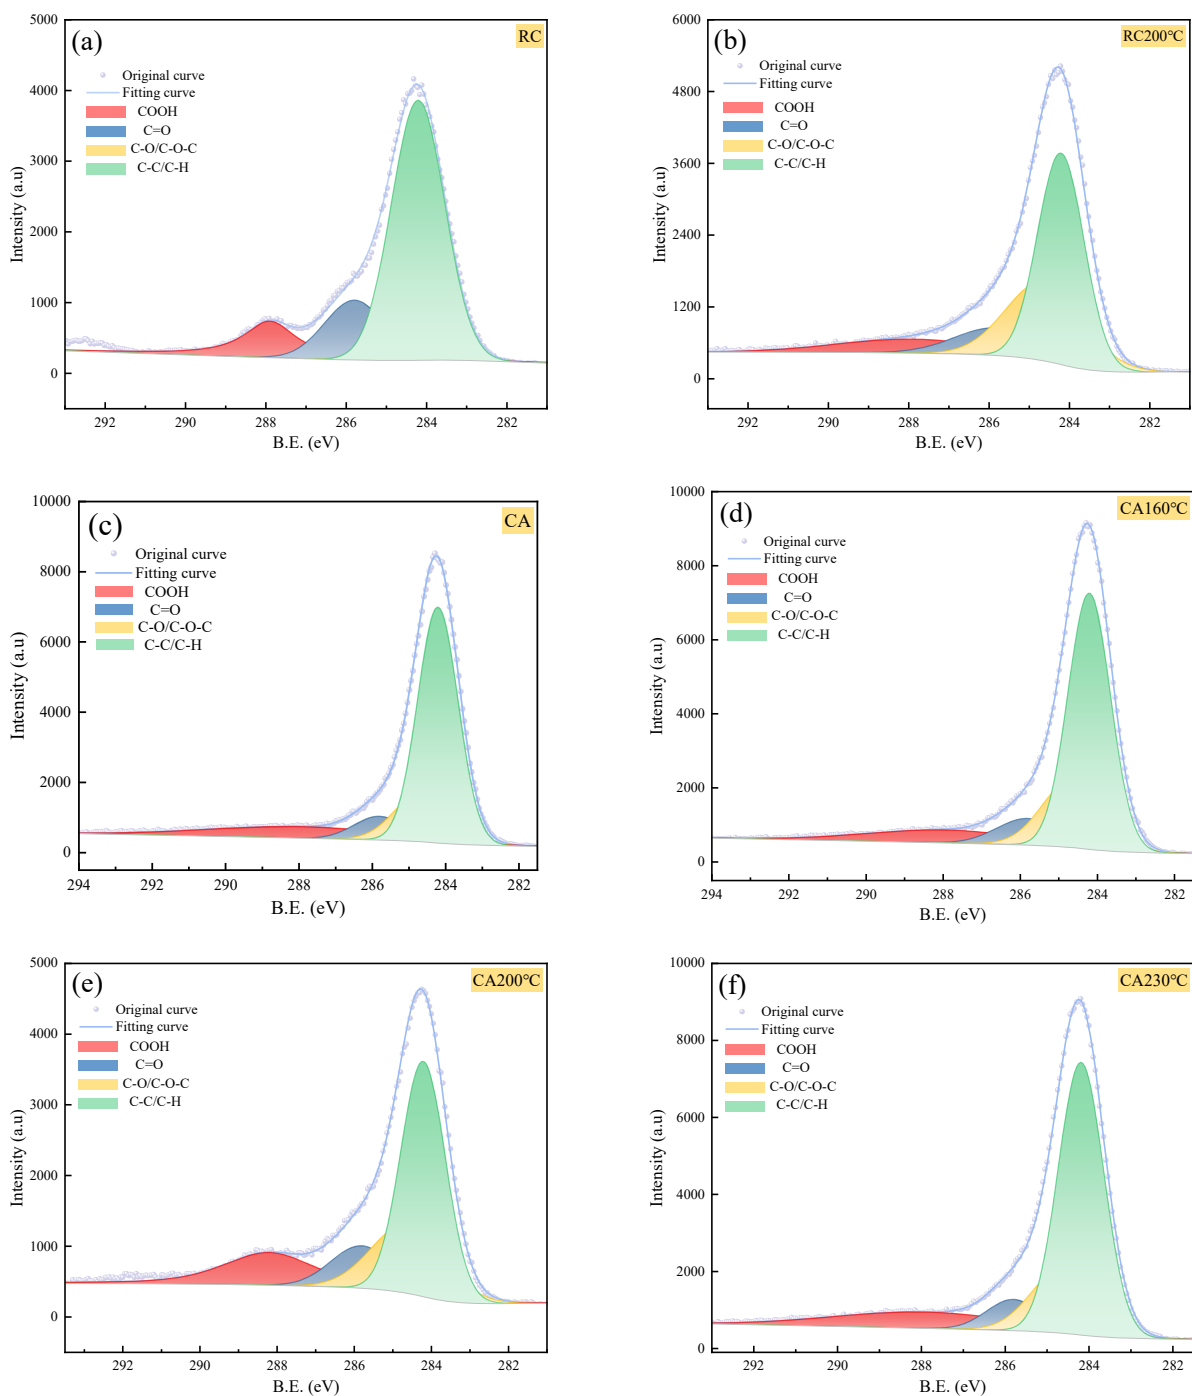 (a)
RC
Original curve
Fitting curve
COOH
C=O
C-O/C-O-C
C-C/C-H
5000
4000
3000
2000
1000
0
Intensity (a.u)
292 290 288 286 284 282
B.E. (eV)
(b)
RC200℃
Original curve
Fitting curve
COOH
C=O
C-O/C-O-C
C-C/C-H
6000
4800
3600
2400
1200
0
Intensity (a.u)
292 290 288 286 284 282
B.E. (eV)
(c)
CA
Original curve
Fitting curve
COOH
C=O
C-O/C-O-C
C-C/C-H
10000
8000
6000
4000
2000
0
Intensity (a.u)
294 292 290 288 286 284 282
B.E. (eV)
(d)
CA160℃
Original curve
Fitting curve
COOH
C=O
C-O/C-O-C
C-C/C-H
10000
8000
6000
4000
2000
0
Intensity (a.u)
294 292 290 288 286 284 282
B.E. (eV)
(e)
CA200℃
Original curve
Fitting curve
COOH
C=O
C-O/C-O-C
C-C/C-H
5000
4000
3000
2000
1000
0
Intensity (a.u)
292 290 288 286 284 282
B.E. (eV)
(f)
CA230℃
Original curve
Fitting curve
COOH
C=O
C-O/C-O-C
C-C/C-H
10000
8000
6000
4000
2000
0
Intensity (a.u)
292 290 288 286 284 282
B.E. (eV)